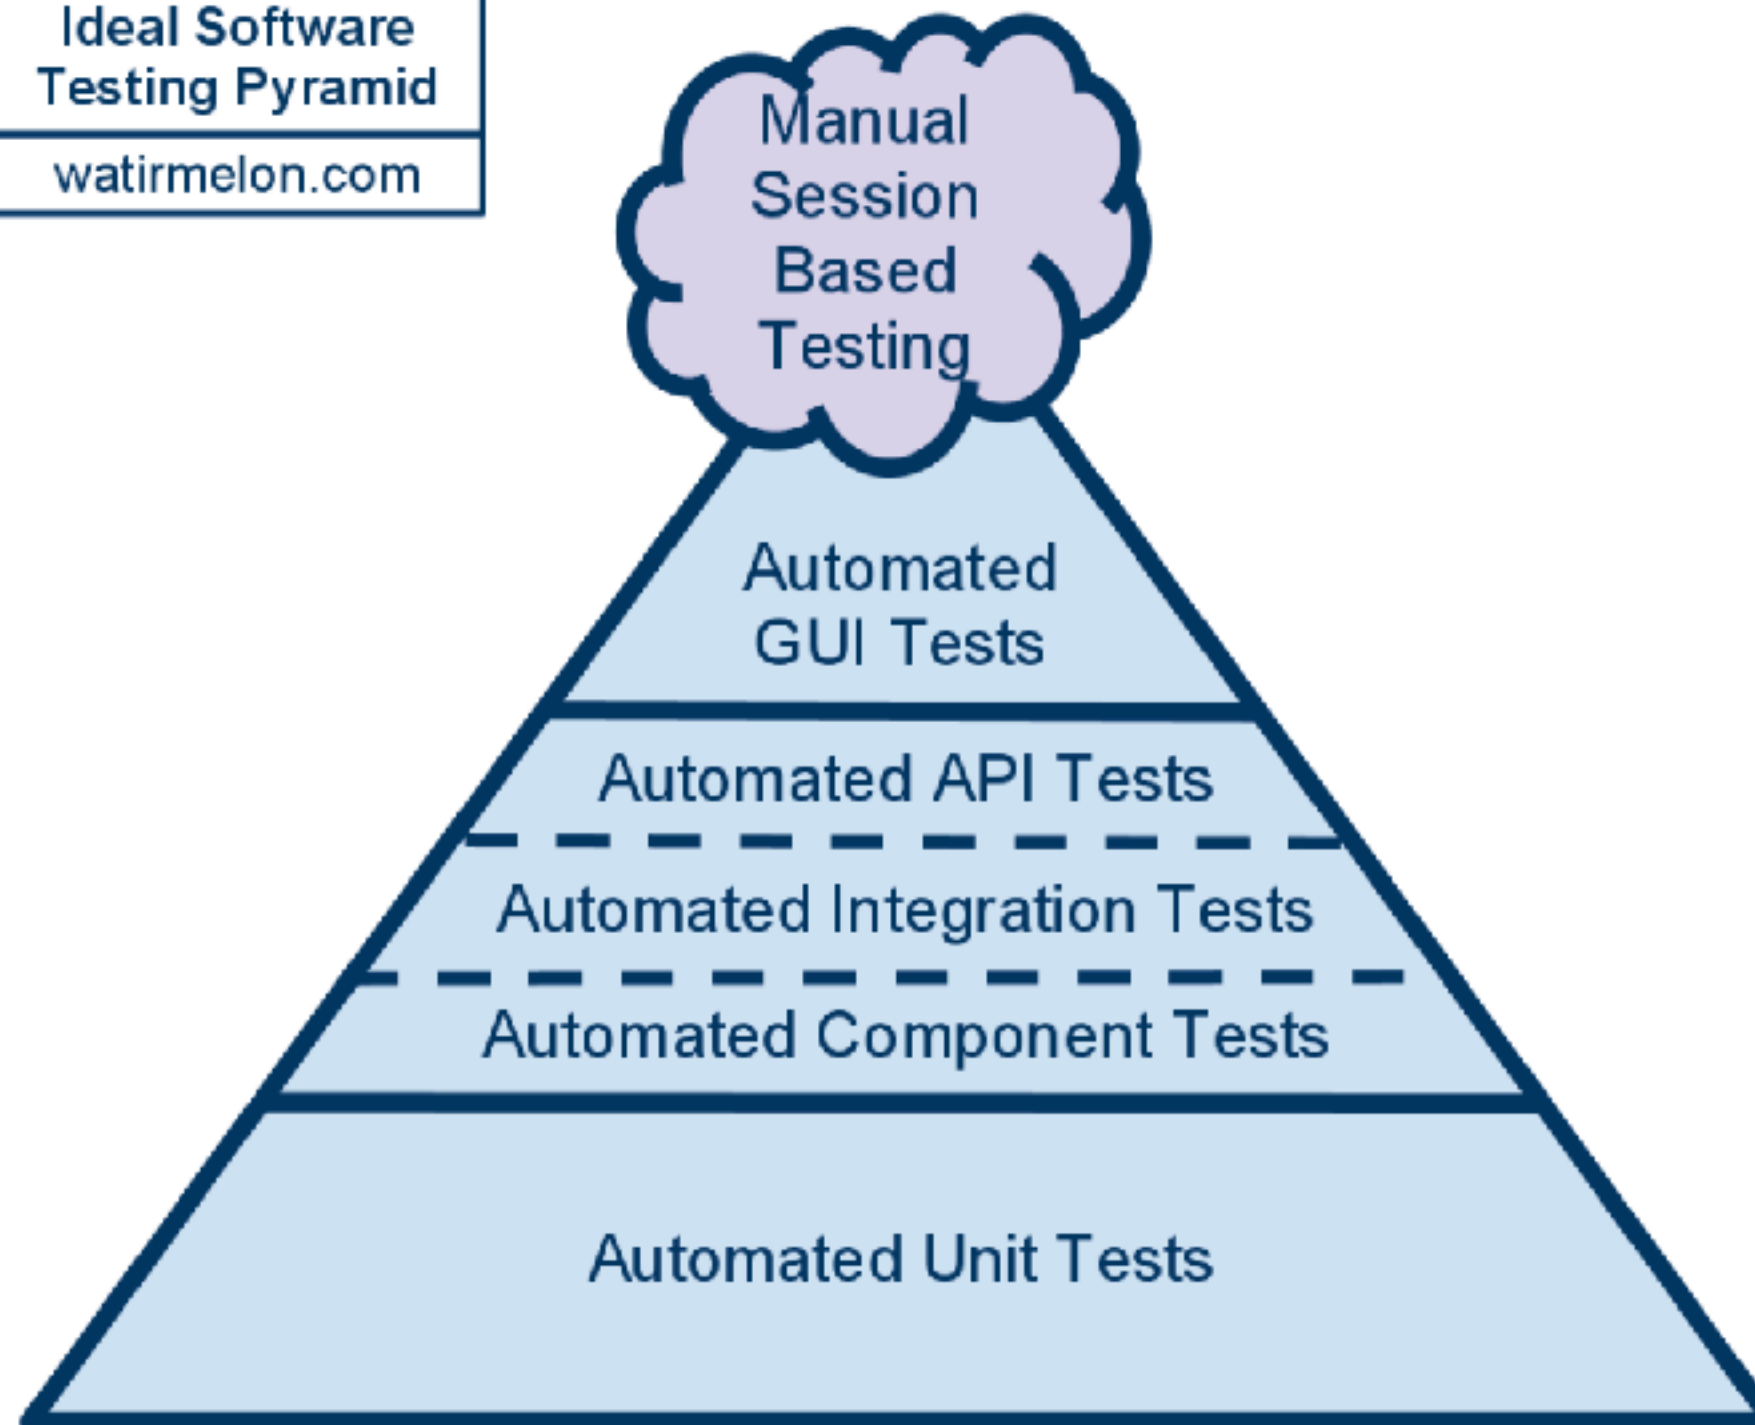 Ideal Software
Testing Pyramid
watirmelon.com
Manual
Session
Based
Testing
Automated
GUI Tests
Automated API Tests
Automated Integration Tests
Automated Component Tests
Automated Unit Tests